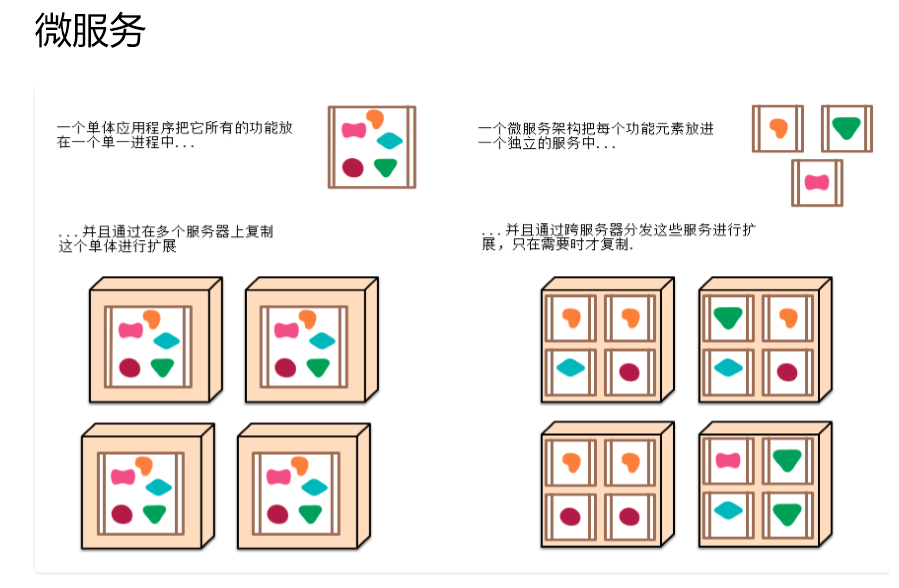 微服务
一个单体应用程序把它所有的功能放
在一个单一进程中...
一个微服务架构把每个功能元素放进
一个独立的服务中...
...并且通过在多个服务器上复制
这个单体进行扩展
...并且通过跨服务器分发这些服务进行扩
展，只在需要时才复制.